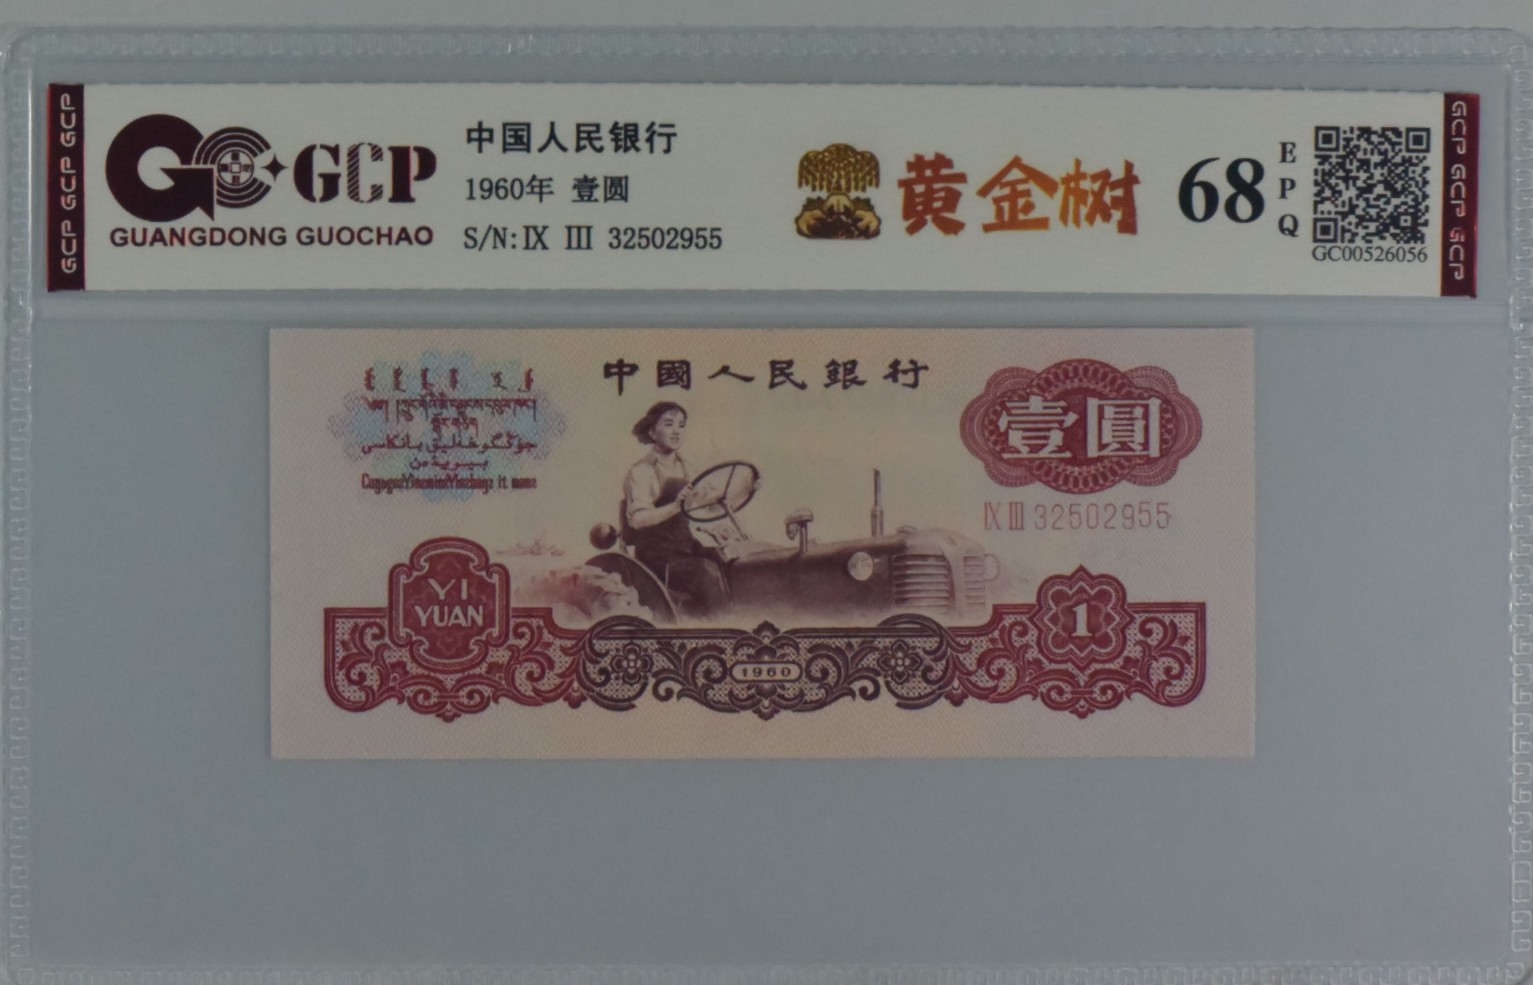 GCP GCP GCP
GCP
GUANGDONG GUOCHAO
中国人民银行
1960年 壹圆
S/N: IX III 32502955
黄金树
68
EPQ
GC00526056
GCP GCP GCP
中國人民銀行
壹圓
IX III 32502955
YI
YUAN
1
1960